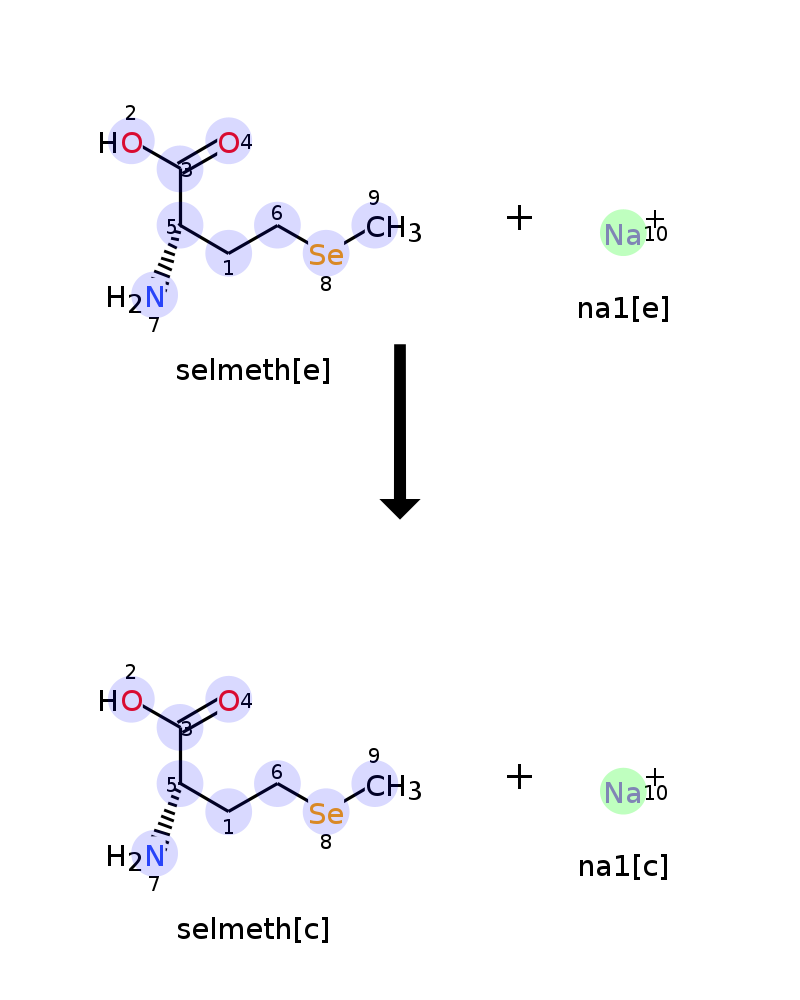 2
HO
O4
3
9
5
6
CH3
+
Na+
10
1
Se
8
H2N
7
na1[e]
selmeth[e]
2
HO
O4
3
9
5
6
CH3
+
Na+
10
1
Se
8
H2N
7
na1[c]
selmeth[c]